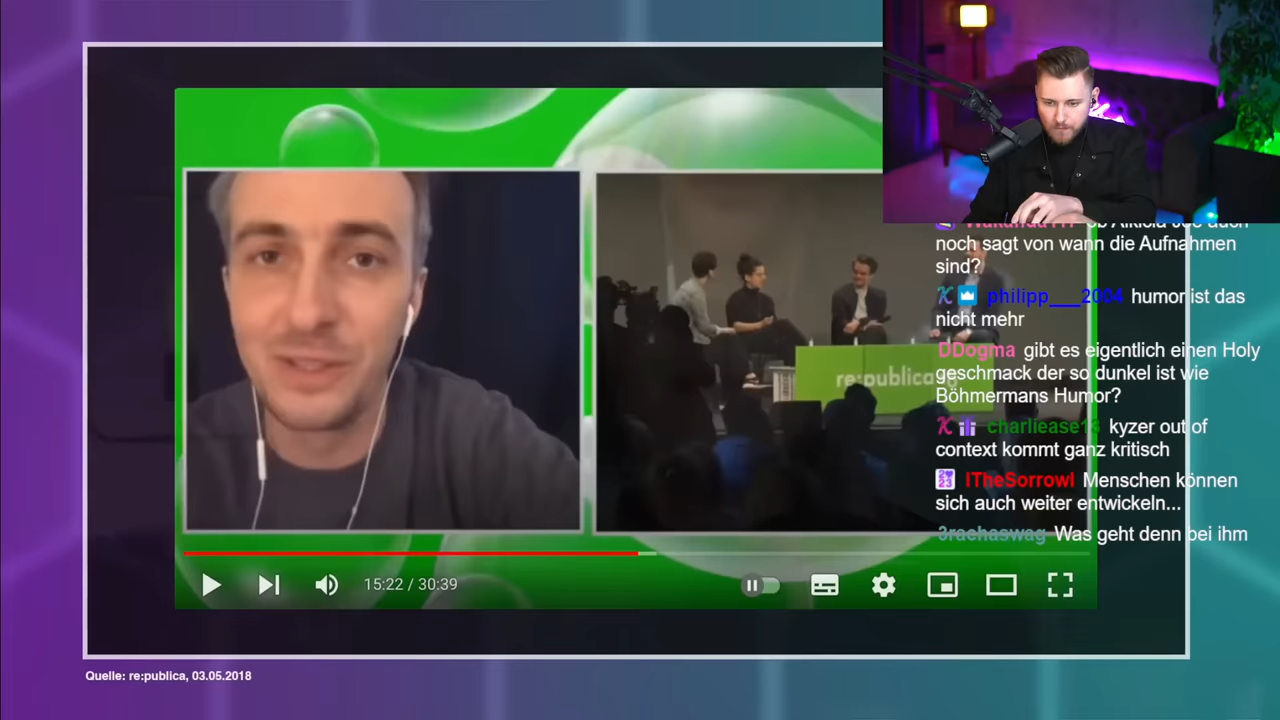 noch sagt von wann die Aufnahmen
sind?
philipp___2004 humor ist das
nicht mehr
DDogma gibt es eigentlich einen Holy
geschmack der so dunkel ist wie
Böhmermans Humor?
charliease13 kyzer out of
context kommt ganz kritisch
ITheSorrowI Menschen können
sich auch weiter entwickeln...
3rachaswag Was geht denn bei ihm
re:publica
15:22 / 30:39
Quelle: re:publica, 03.05.2018